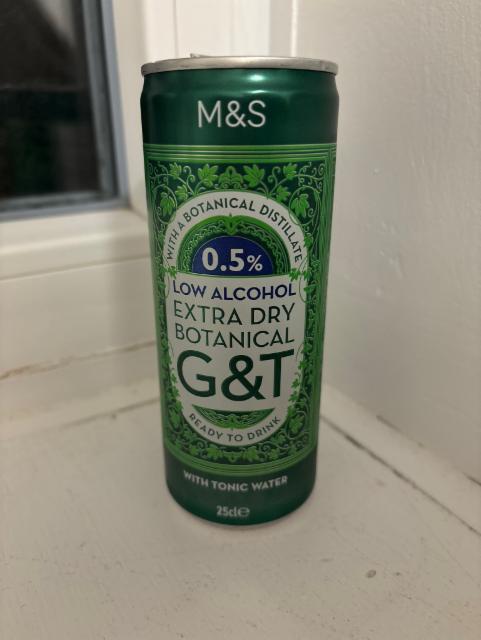 M&S
WITH A BOTANICAL DISTILLATE
0.5%
LOW ALCOHOL
EXTRA DRY
BOTANICAL
G&T
READY TO DRINK
WITH TONIC WATER
25cl℮